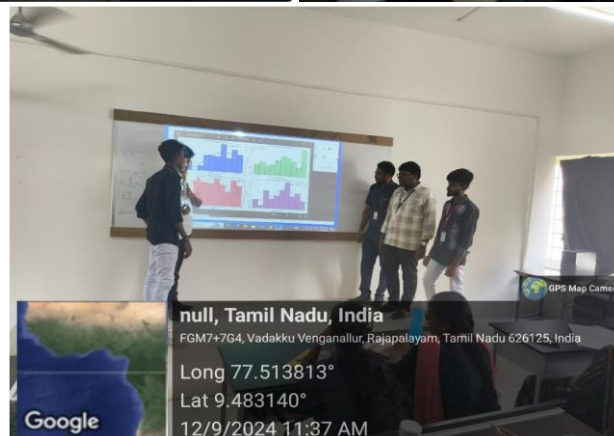 GPS Map Camer
null, Tamil Nadu, India
FGM7+7G4, Vadakku Venganallur, Rajapalayam, Tamil Nadu 626125, India
Long 77.513813°
Lat 9.483140°
12/9/2024 11:37 AM
Google